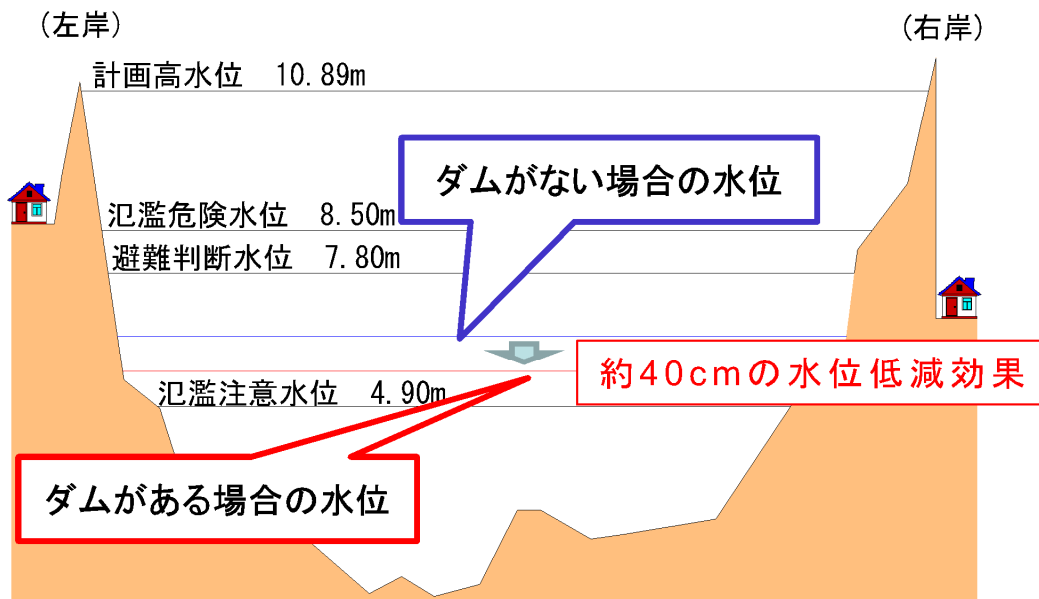 (左岸)
(右岸)
計画高水位 10.89m
ダムがない場合の水位
氾濫危険水位 8.50m
避難判断水位 7.80m
約40cmの水位低減効果
氾濫注意水位 4.90m
ダムがある場合の水位